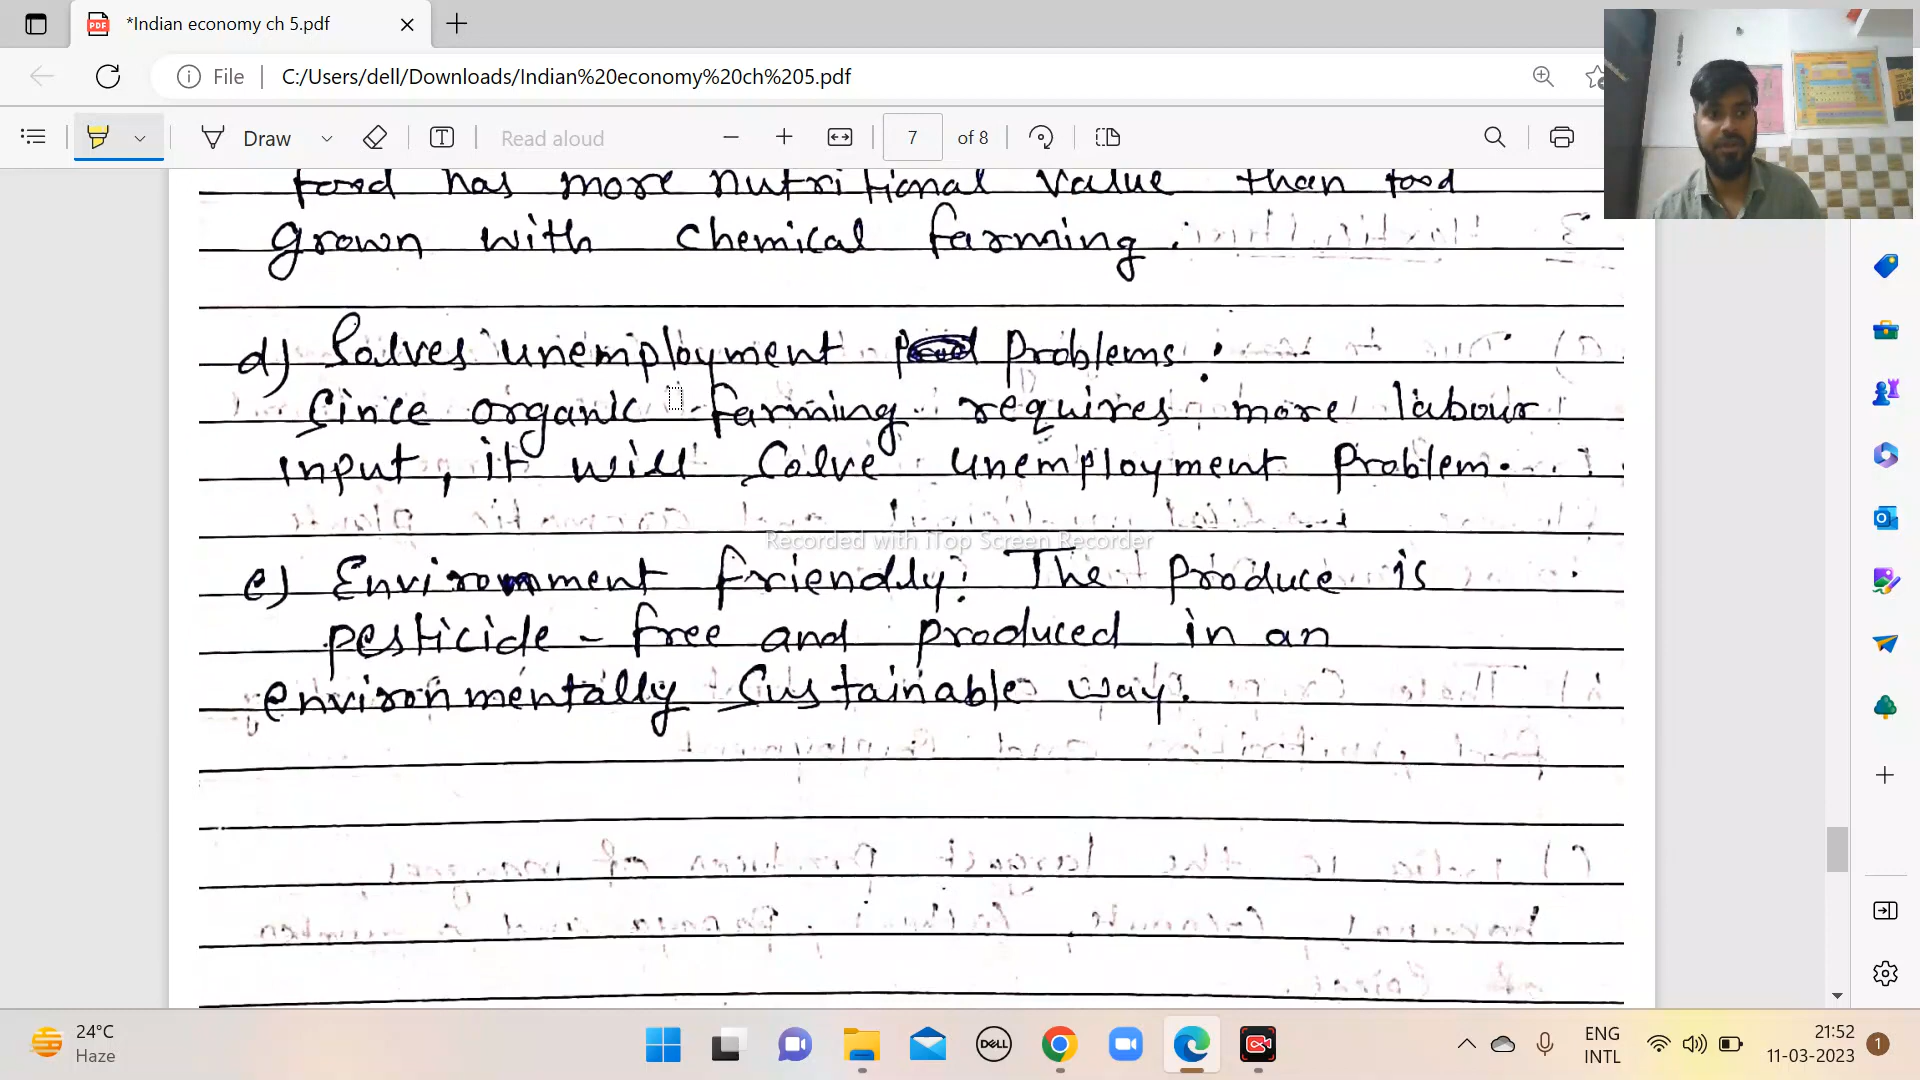 *Indian economy ch 5.pdf
File
C:/Users/dell/Downloads/Indian%20economy%20ch%205.pdf
Draw
Read aloud
7 of 8
food has more nutritional value than food
grown with chemical farming.
d) Solves unemployment Problems:
Since organic farming requires more labour
input, it will Solve unemployment Problem.
Recorded with iTop Screen Recorder
e) Environment friendly: The Produce is
pesticide-free and produced in an
environmentally Sustainable way.
24°C
Haze
DELL
ENG
INTL
21:52
11-03-2023
1